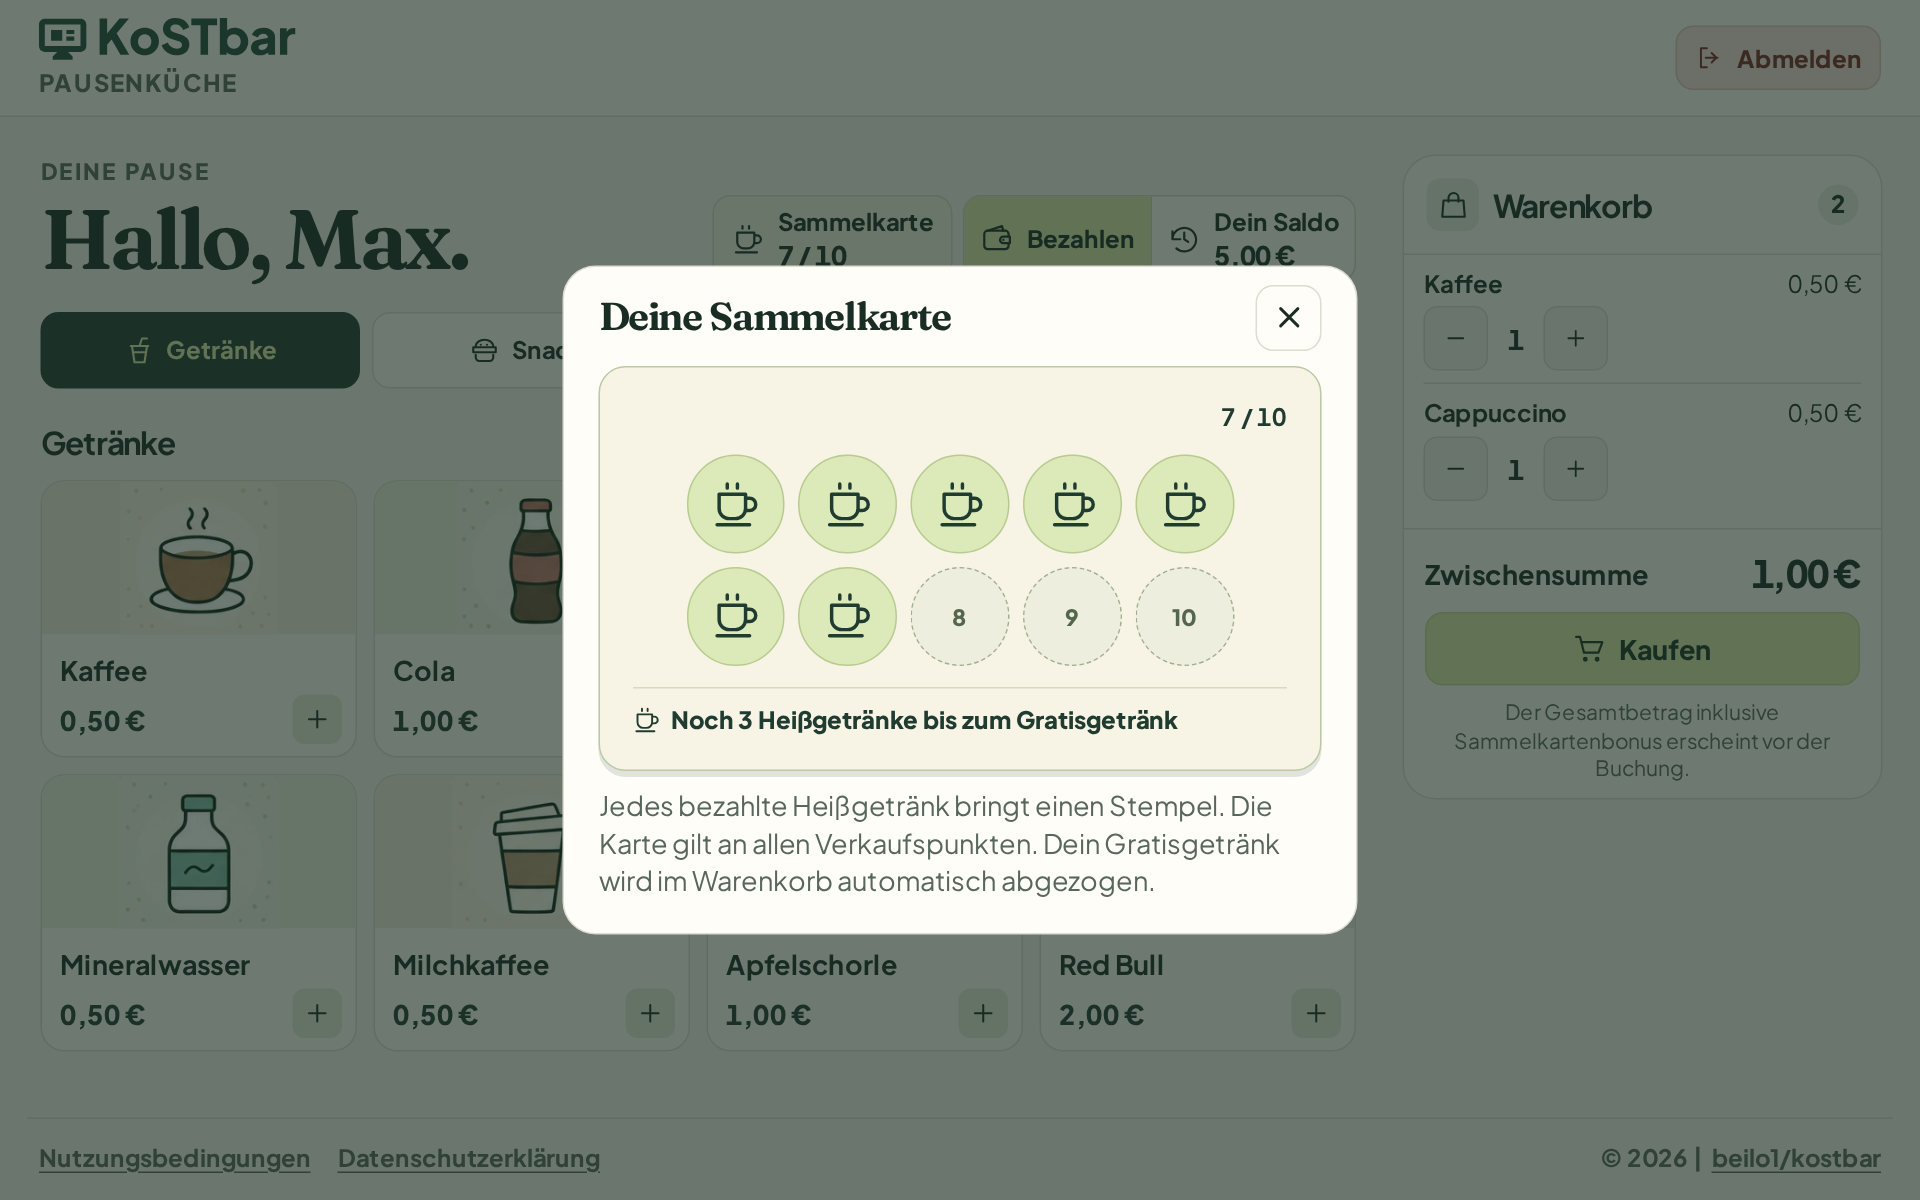 KoSTbar
PAUSENKÜCHE
Abmelden
DEINE PAUSE
Hallo, Max.
Sammelkarte
7/10
Bezahlen
Dein Saldo
5,00 €
Getränke
Getränke
Kaffee
0,50 €
Cola
1,00 €
Mineralwasser
0,50 €
Milchkaffee
0,50 €
Apfelschorle
1,00 €
Red Bull
2,00 €
Deine Sammelkarte
7/10
8
9
10
Noch 3 Heißgetränke bis zum Gratisgetränk
Jedes bezahlte Heißgetränk bringt einen Stempel. Die
Karte gilt an allen Verkaufspunkten. Dein Gratisgetränk
wird im Warenkorb automatisch abgezogen.
Warenkorb
2
Kaffee
0,50 €
1
Cappuccino
0,50 €
1
Zwischensumme
1,00 €
Kaufen
Der Gesamtbetrag inklusive
Sammelkartenbonus erscheint vor der
Buchung.
Nutzungsbedingungen
Datenschutzerklärung
© 2026 | beilo1/kostbar